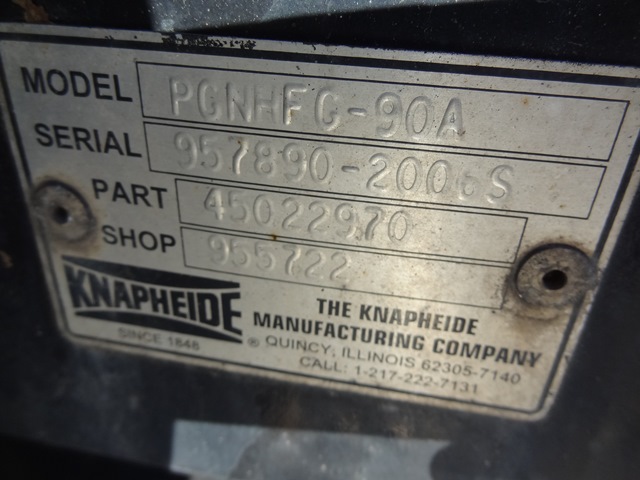 MODEL PGNHFG-90A
SERIAL 957890-2006S
PART 45022970
SHOP 955722
KNAPHEIDE
SINCE 1848
THE KNAPHEIDE
MANUFACTURING COMPANY
® QUINCY, ILLINOIS 62305-7140
CALL: 1-217-222-7131